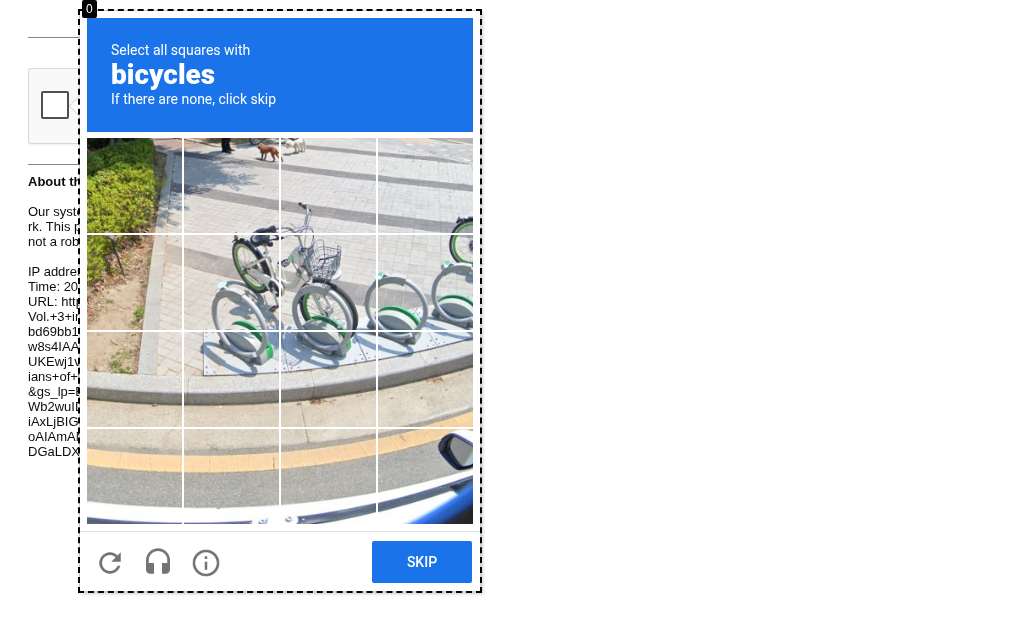 0
Select all squares with
bicycles
If there are none, click skip
About th
Our syst
rk. This p
not a rob
IP addre
Time: 20
URL: http
Vol.+3+in
bd69bb1
w8s4IAA
UKEwj1v
ians+of+
&gs_lp=
Wb2wuI
iAxLjBIG
oAIAmA
DGaLDX
SKIP